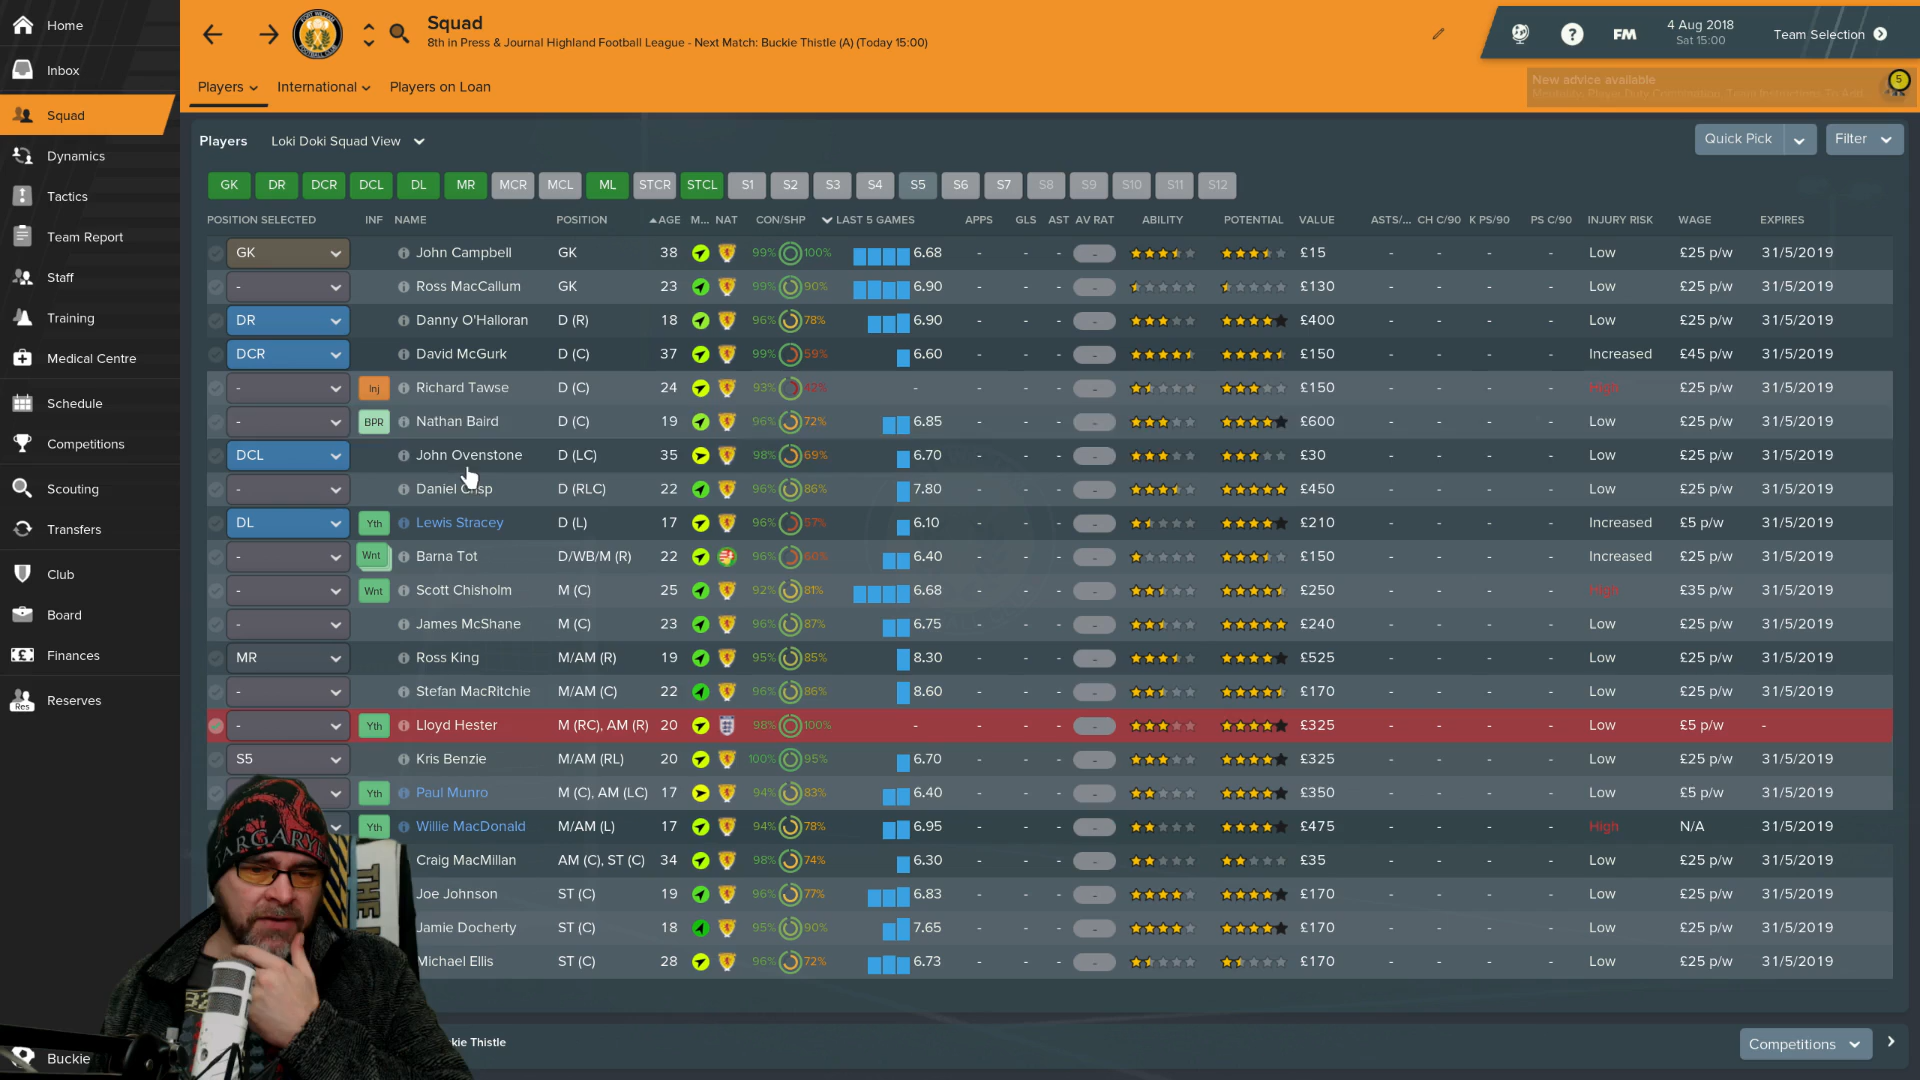 Home
Inbox
Squad
Dynamics
Tactics
Team Report
Staff
Training
Medical Centre
Schedule
Competitions
Scouting
Transfers
Club
Board
Finances
Res Reserves
Buckie
Squad
8th in Press & Journal Highland Football League - Next Match: Buckie Thistle (A) (Today 15:00)
FM
4 Aug 2018
Sat 15:00
Team Selection
Players International Players on Loan
New advice available
5
Players Loki Doki Squad View Quick Pick Filter
GK DR DCR DCL DL MR MCR MCL ML STCR STCL S1 S2 S3 S4 S5 S6 S7 S8 S9 S10 S11 S12
POSITION SELECTED INF NAME POSITION AGE M... NAT CON/SHP LAST 5 GAMES APPS GLS AST AV RAT ABILITY POTENTIAL VALUE ASTS/... CH C/90 K PS/90 PS C/90 INJURY RISK WAGE EXPIRES
GK John Campbell GK 38 99% 100% 6.68 - - - - £15 - - - - Low £25 p/w 31/5/2019
- Ross MacCallum GK 23 99% 90% 6.90 - - - - £130 - - - - Low £25 p/w 31/5/2019
DR Danny O'Halloran D (R) 18 96% 78% 6.90 - - - - £400 - - - - Low £25 p/w 31/5/2019
DCR David McGurk D (C) 37 99% 59% 6.60 - - - - £150 - - - - Increased £45 p/w 31/5/2019
- Inj Richard Tawse D (C) 24 93% 42% - - - - - £150 - - - - High £25 p/w 31/5/2019
- BPR Nathan Baird D (C) 19 96% 72% 6.85 - - - - £600 - - - - Low £25 p/w 31/5/2019
DCL John Ovenstone D (LC) 35 98% 69% 6.70 - - - - £30 - - - - Low £25 p/w 31/5/2019
- Daniel Crisp D (RLC) 22 96% 86% 7.80 - - - - £450 - - - - Low £25 p/w 31/5/2019
DL Yth Lewis Stracey D (L) 17 96% 57% 6.10 - - - - £210 - - - - Increased £5 p/w 31/5/2019
- Wnt Barna Tot D/WB/M (R) 22 96% 60% 6.40 - - - - £150 - - - - Increased £25 p/w 31/5/2019
- Wnt Scott Chisholm M (C) 25 92% 81% 6.68 - - - - £250 - - - - High £35 p/w 31/5/2019
- James McShane M (C) 23 96% 87% 6.75 - - - - £240 - - - - Low £25 p/w 31/5/2019
MR Ross King M/AM (R) 19 95% 85% 8.30 - - - - £525 - - - - Low £25 p/w 31/5/2019
- Stefan MacRitchie M/AM (C) 22 96% 86% 8.60 - - - - £170 - - - - Low £25 p/w 31/5/2019
- Yth Lloyd Hester M (RC), AM (R) 20 98% 100% - - - - - £325 - - - - Low £5 p/w -
S5 Kris Benzie M/AM (RL) 20 100% 95% 6.70 - - - - £325 - - - - Low £25 p/w 31/5/2019
Yth Paul Munro M (C), AM (LC) 17 94% 83% 6.40 - - - - £350 - - - - Low £5 p/w 31/5/2019
Yth Willie MacDonald M/AM (L) 17 94% 78% 6.95 - - - - £475 - - - - High N/A 31/5/2019
Craig MacMillan AM (C), ST (C) 34 98% 74% 6.30 - - - - £35 - - - - Low £25 p/w 31/5/2019
Joe Johnson ST (C) 19 96% 77% 6.83 - - - - £170 - - - - Low £25 p/w 31/5/2019
Jamie Docherty ST (C) 18 95% 90% 7.65 - - - - £170 - - - - Low £25 p/w 31/5/2019
Michael Ellis ST (C) 28 96% 72% 6.73 - - - - £170 - - - - Low £25 p/w 31/5/2019
TARGARYEN
THE
kie Thistle
Competitions